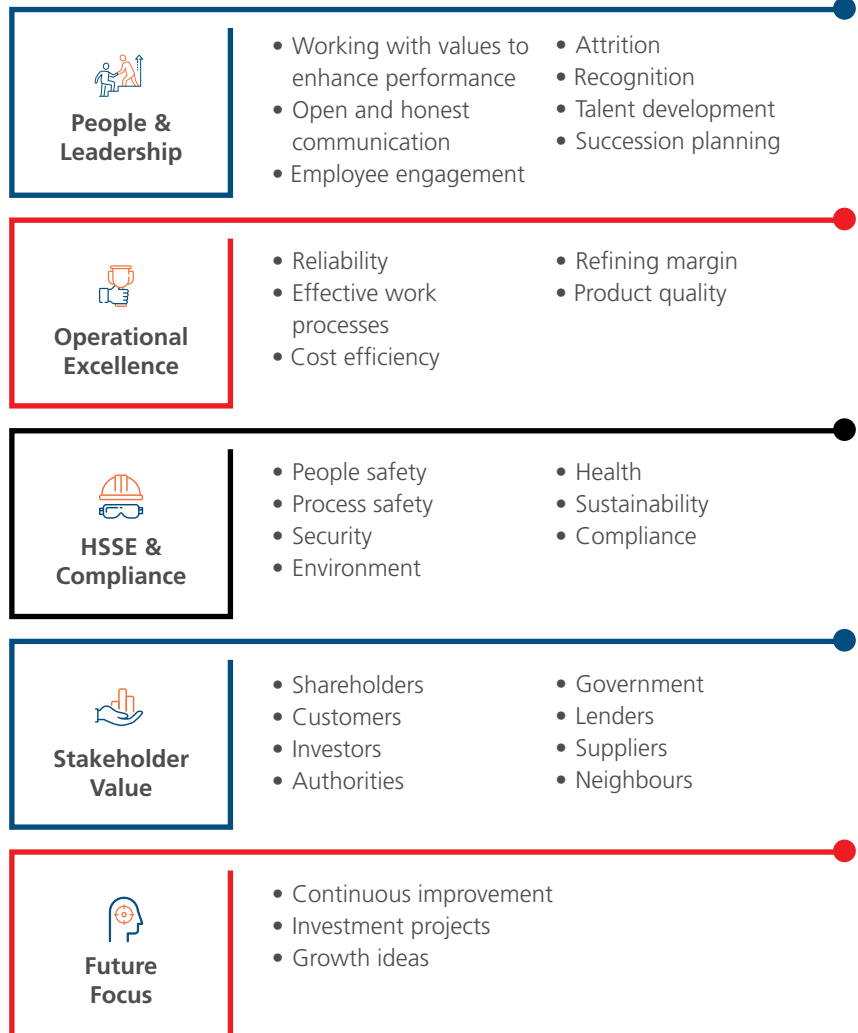 People &
Leadership
• Working with values to
enhance performance
• Open and honest
communication
• Employee engagement
• Attrition
• Recognition
• Talent development
• Succession planning
Operational
Excellence
• Reliability
• Effective work
processes
• Cost efficiency
• Refining margin
• Product quality
HSSE &
Compliance
• People safety
• Process safety
• Security
• Environment
• Health
• Sustainability
• Compliance
Stakeholder
Value
• Shareholders
• Customers
• Investors
• Authorities
• Government
• Lenders
• Suppliers
• Neighbours
Future
Focus
• Continuous improvement
• Investment projects
• Growth ideas